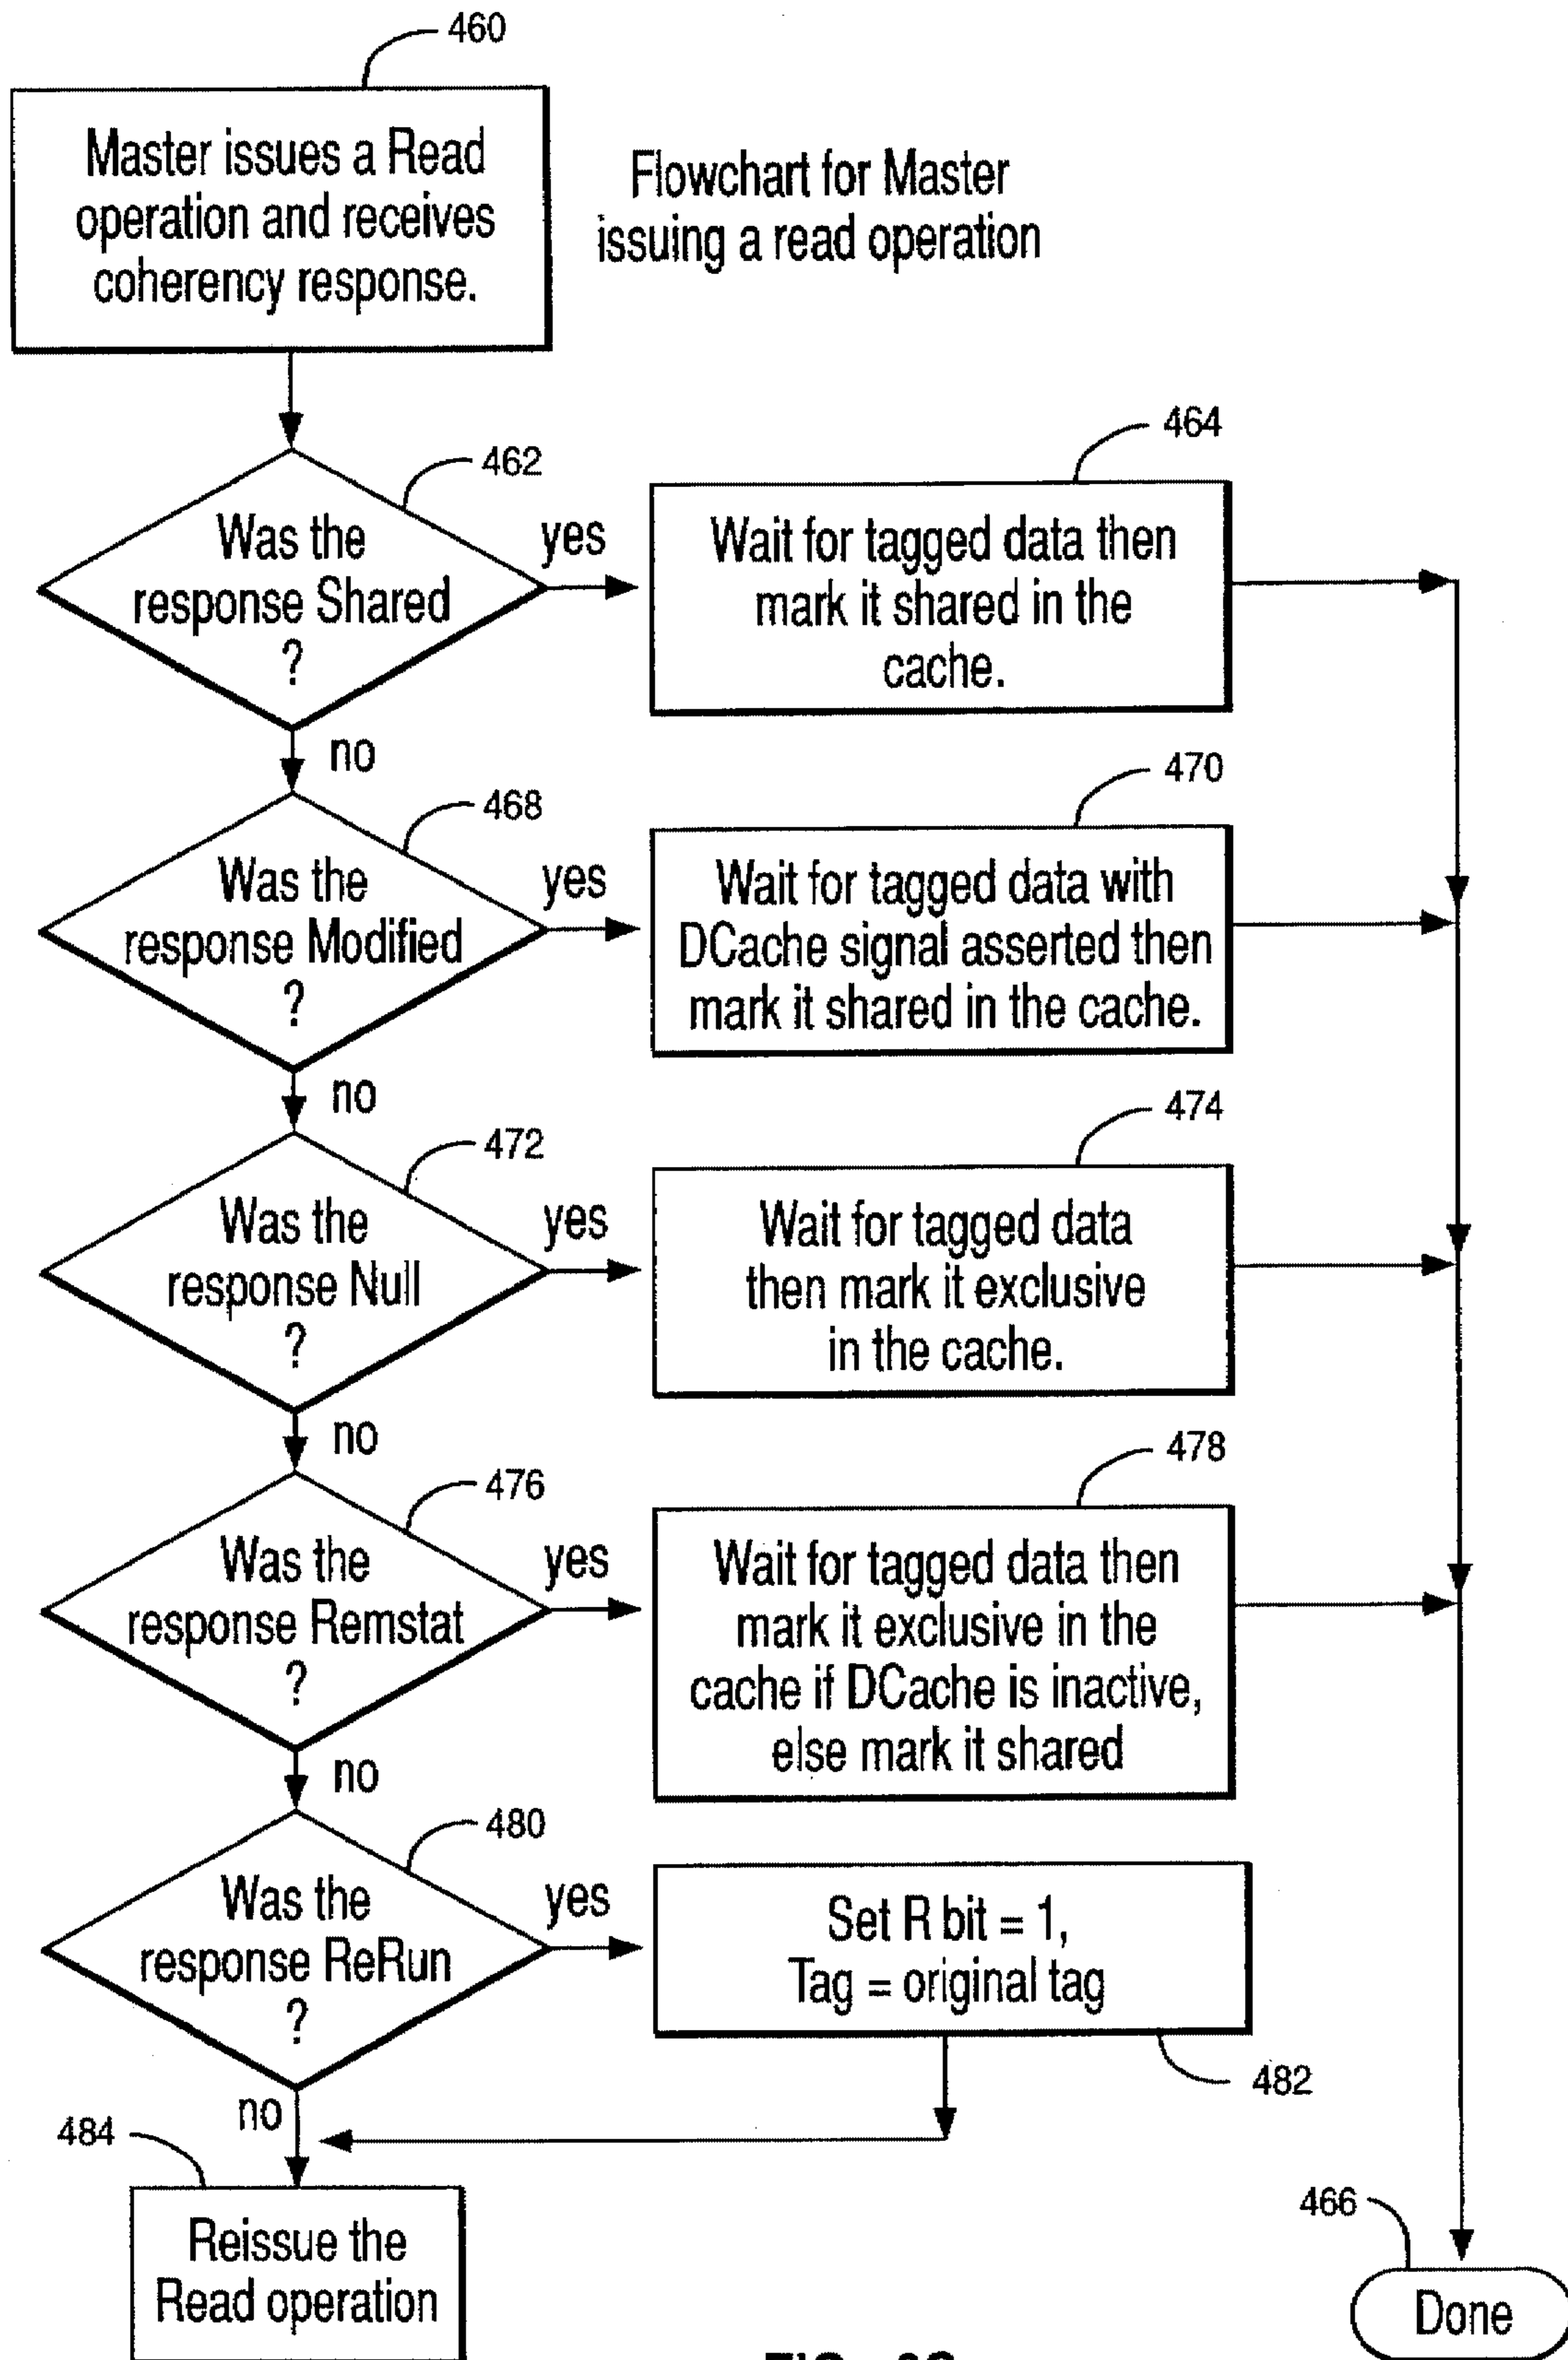 460
Master issues a Read
operation and receives
coherency response.
Flowchart for Master
issuing a read operation
462
Was the
response Shared
?
yes
no
464
Wait for tagged data then
mark it shared in the
cache.
468
Was the
response Modified
?
yes
no
470
Wait for tagged data with
DCache signal asserted then
mark it shared in the cache.
472
Was the
response Null
?
yes
no
474
Wait for tagged data
then mark it exclusive
in the cache.
476
Was the
response Remstat
?
yes
no
478
Wait for tagged data then
mark it exclusive in the
cache if DCache is inactive,
else mark it shared
480
Was the
response ReRun
?
yes
no
Set R bit = 1,
Tag = original tag
482
484
Reissue the
Read operation
466
Done